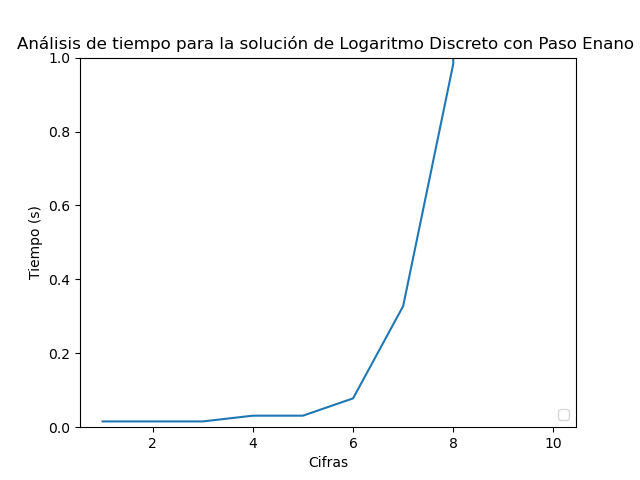 Análisis de tiempo para la solución de Logaritmo Discreto con Paso Enano
1.0
0.8
0.6
0.4
0.2
0.0
Tiempo (s)
2 4 6 8 10
Cifras